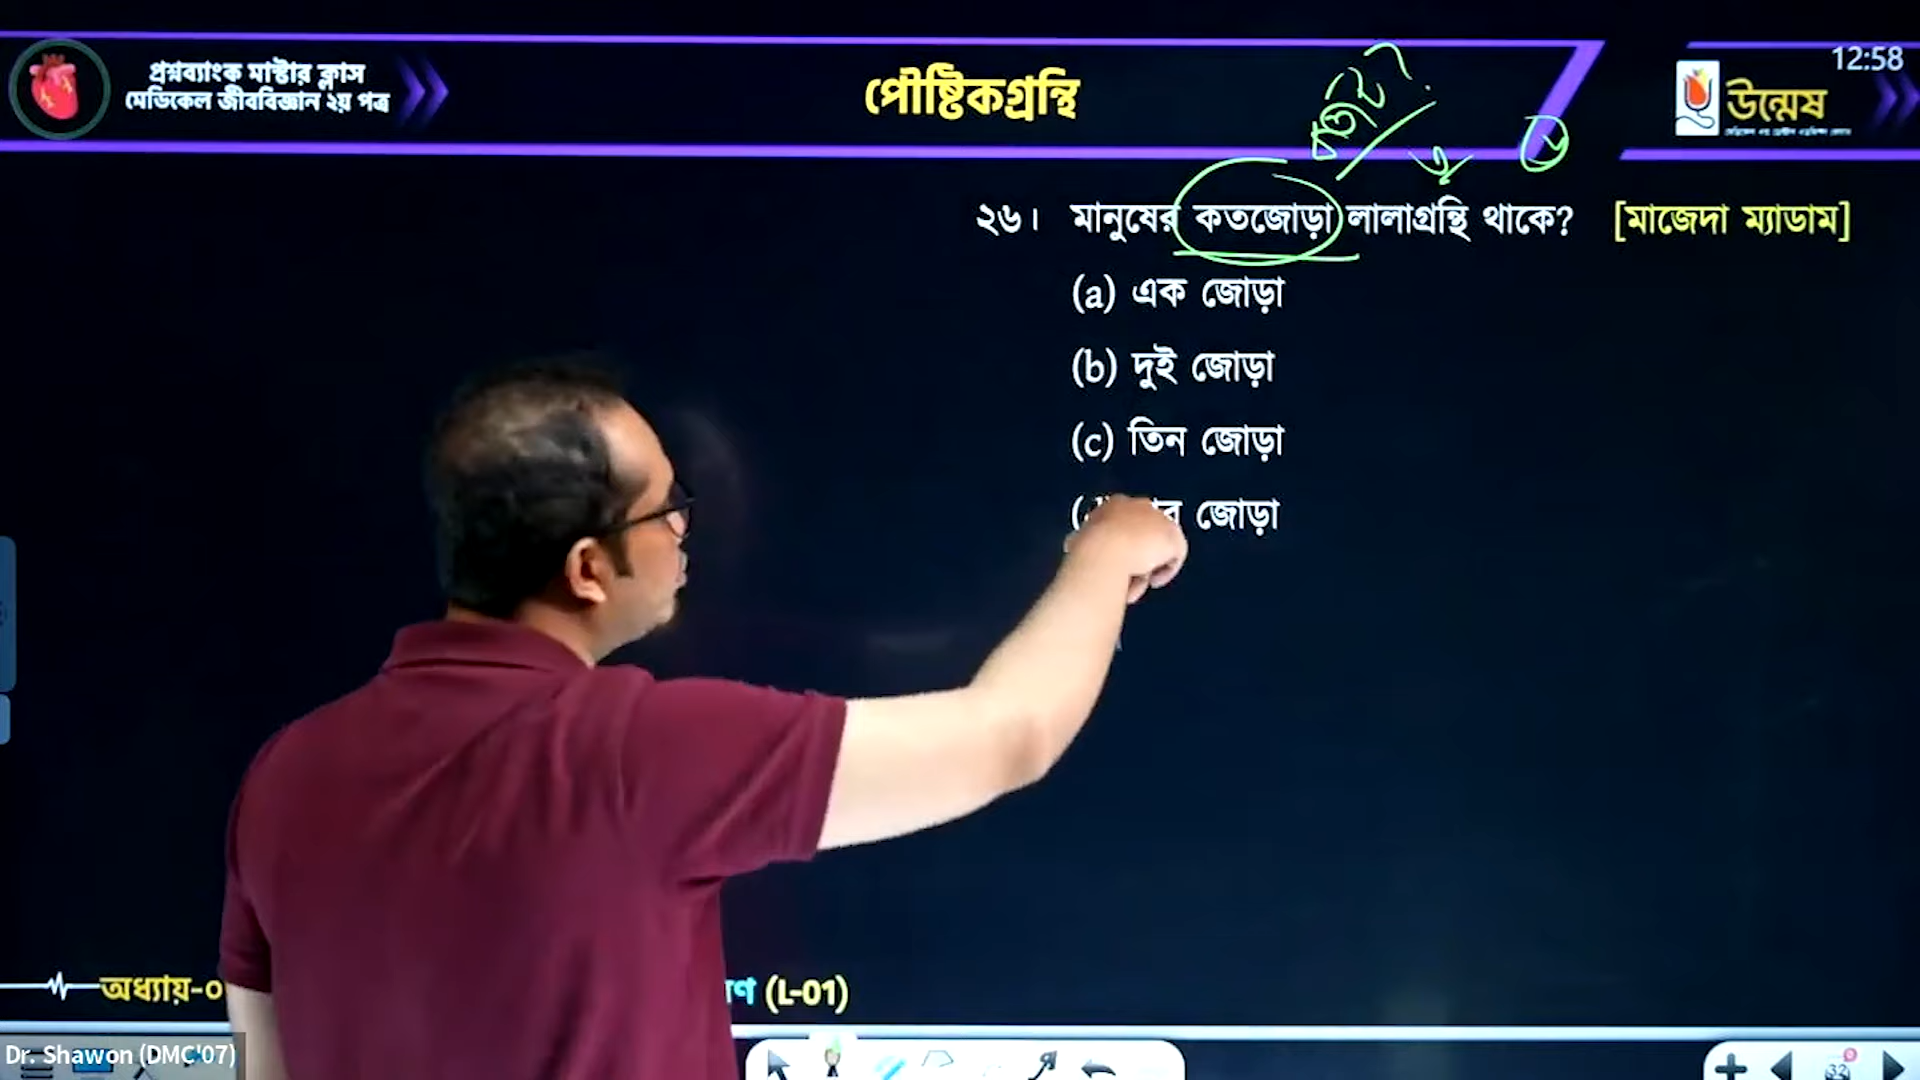 প্রশ্নব্যাংক মাস্টার ক্লাস
মেডিকেল জীববিজ্ঞান ২য় পত্র
পৌষ্টিকগ্রন্থি
12:58
উন্মেষ
২৬। মানুষের কতজোড়া লালাগ্রন্থি থাকে? [মাজেদা ম্যাডাম]
(a) এক জোড়া
(b) দুই জোড়া
(c) তিন জোড়া
জোড়া
অধ্যায়-০
(L-01)
Dr. Shawon (DMC'07)
32